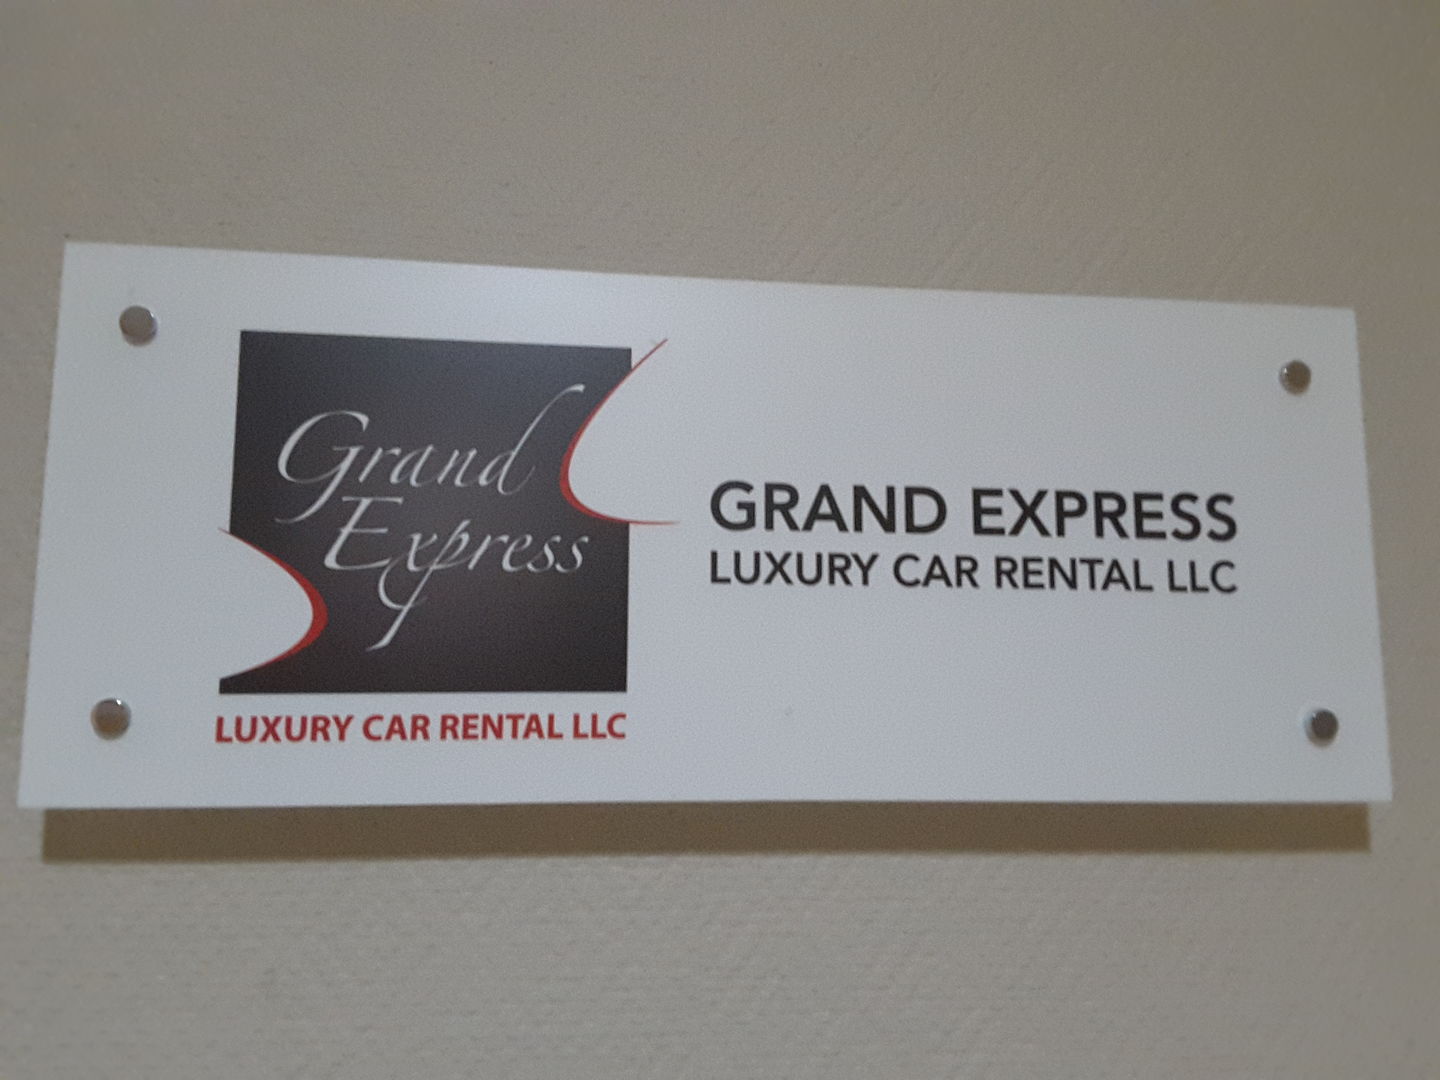 Grand
Express
LUXURY CAR RENTAL LLC
GRAND EXPRESS
LUXURY CAR RENTAL LLC